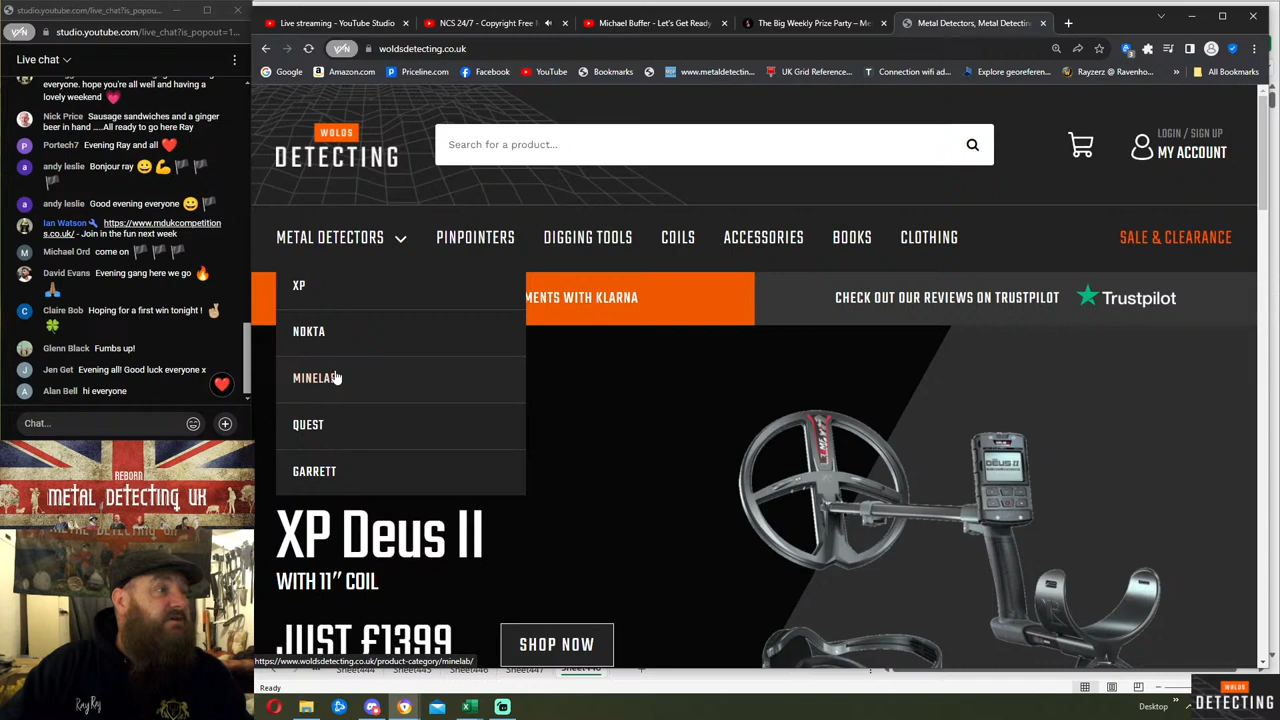 studio.youtube.com/live_chat?is_popou...
studio.youtube.com/live_chat?is_popout=1...
Live chat
everyone. hope you're all well and having a
lovely weekend
Nick Price Sausage sandwiches and a ginger
beer in hand .....All ready to go here Ray
Portech7 Evening Ray and all
andy leslie Bonjour ray
andy leslie Good evening everyone
Ian Watson https://www.mdukcompetition
s.co.uk/ - Join in the fun next week
Michael Ord come on
David Evans Evening gang here we go
Claire Bob Hoping for a first win tonight !
Glenn Black Fumbs up!
Jen Get Evening all! Good luck everyone x
Alan Bell hi everyone
Chat...
REBORN
METAL DETECTING UK
Ray Rg
Live streaming - YouTube Studio
NCS 24/7 - Copyright Free
Michael Buffer - Let's Get Ready
The Big Weekly Prize Party – Me
Metal Detectors, Metal Detectin
woldsdetecting.co.uk
Google
Amazon.com
Priceline.com
Facebook
YouTube
Bookmarks
www.metaldetectin...
UK Grid Reference...
Connection wifi ad...
Explore georeferen...
Rayzerz @ Ravenho...
All Bookmarks
WOLDS
DETECTING
Search for a product...
LOGIN / SIGN UP
MY ACCOUNT
METAL DETECTORS
PINPOINTERS
DIGGING TOOLS
COILS
ACCESSORIES
BOOKS
CLOTHING
SALE & CLEARANCE
XP
NOKTA
MINELAB
QUEST
GARRETT
MENTS WITH KLARNA
CHECK OUT OUR REVIEWS ON TRUSTPILOT
Trustpilot
XP Deus II
WITH 11” COIL
JUST £1399
SHOP NOW
DĒUS II
https://www.woldsdetecting.co.uk/product-category/minelab/
Sheet444
Sheet445
Sheet446
Sheet447
Sheet448
Ready
Desktop
WOLDS
DETECTING